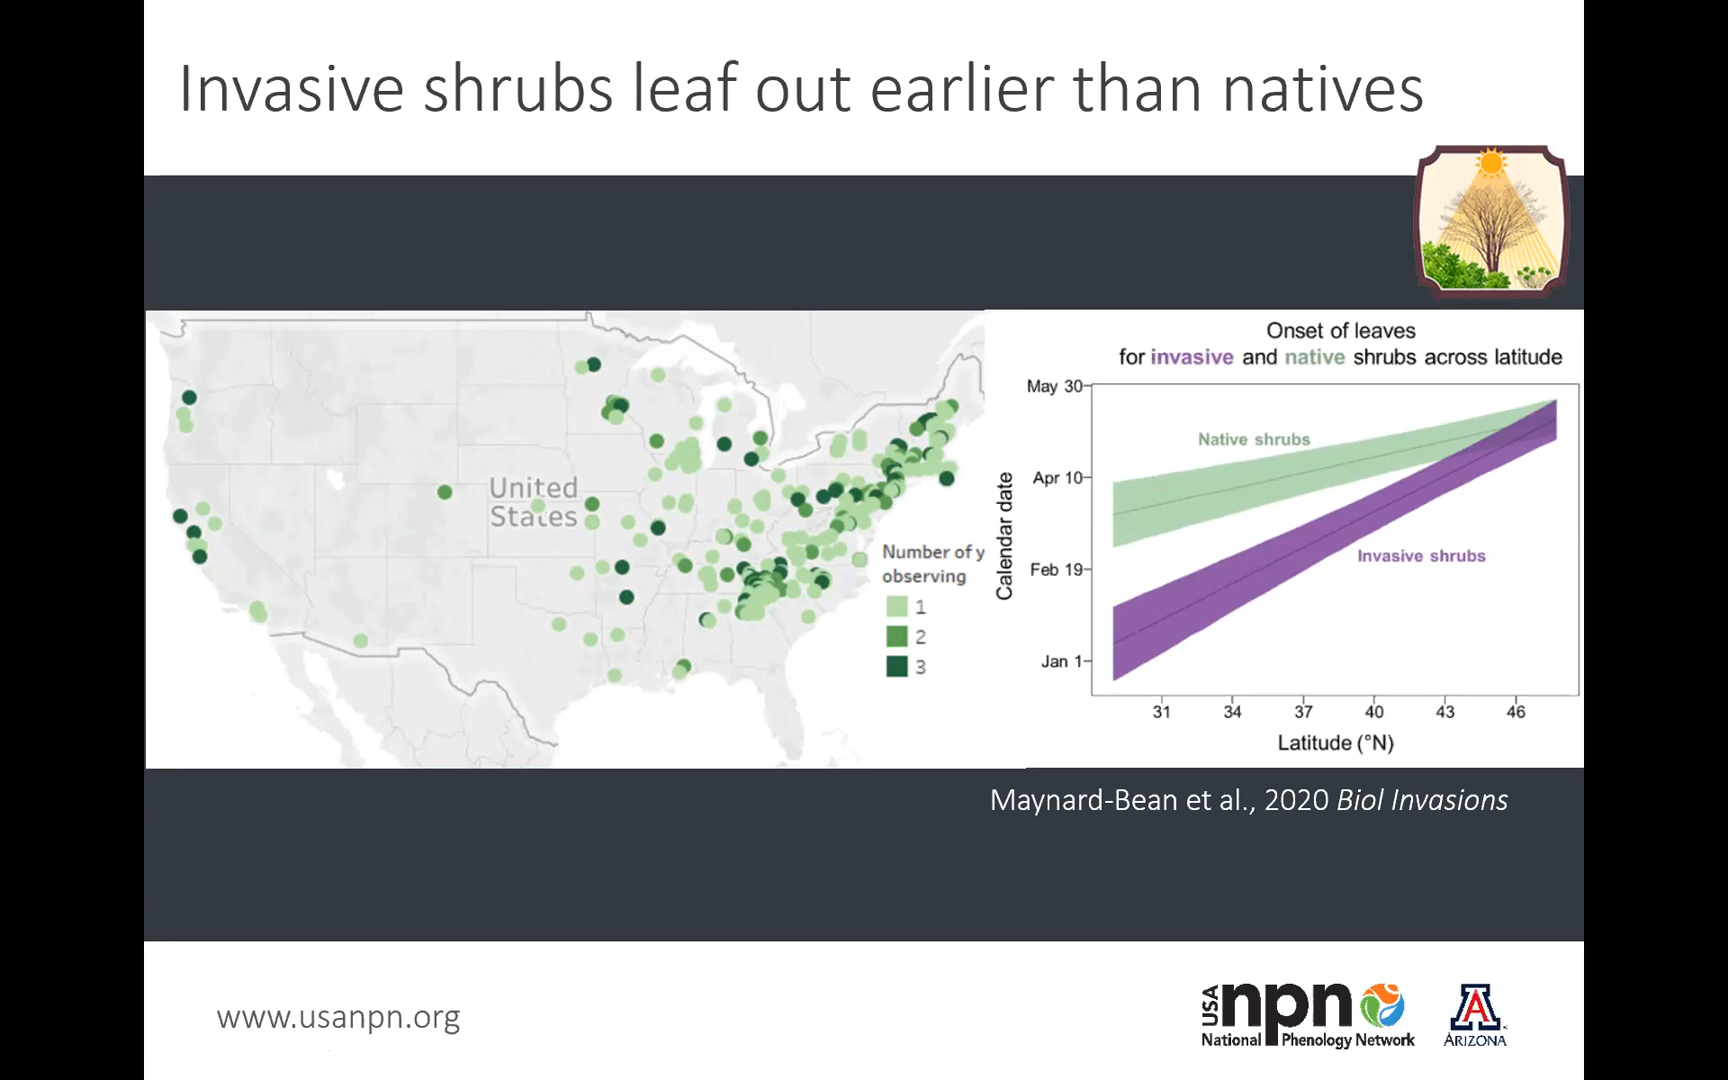 Invasive shrubs leaf out earlier than natives
United
States
Number of y
observing
1
2
3
Onset of leaves
for invasive and native shrubs across latitude
May 30
Apr 10
Feb 19
Jan 1
Calendar date
Native shrubs
Invasive shrubs
31 34 37 40 43 46
Latitude (°N)
Maynard-Bean et al., 2020 Biol Invasions
www.usanpn.org
USA npn
National Phenology Network
A
ARIZONA